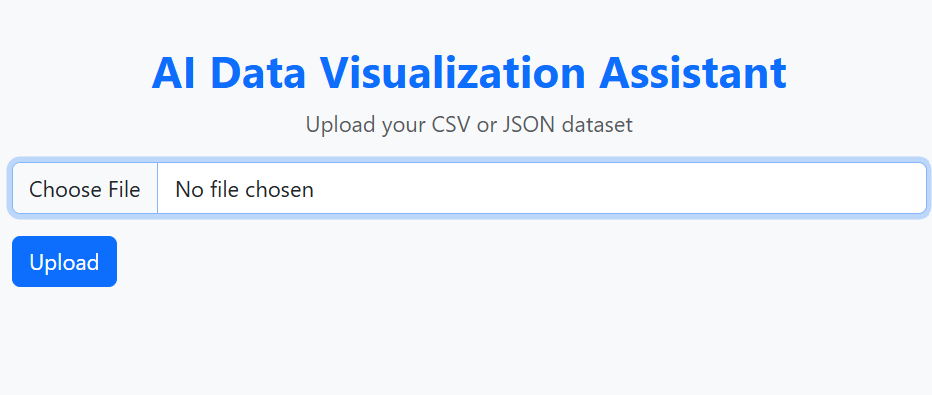 AI Data Visualization Assistant
Upload your CSV or JSON dataset
Choose File No file chosen
Upload